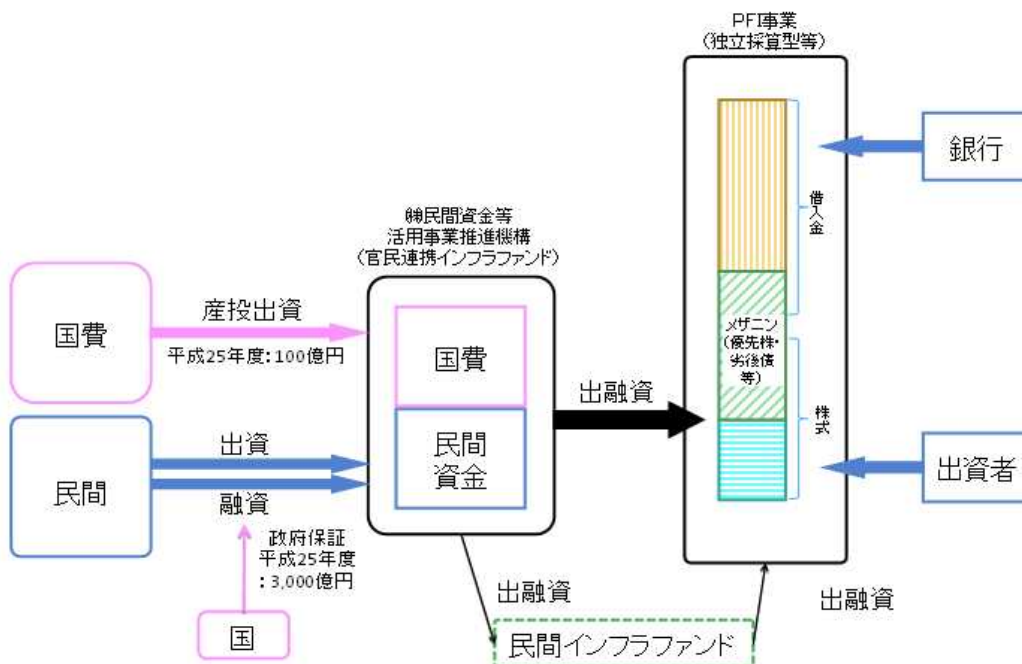 PFI事業
(独立採算型等)
銀行
借入金
㈱民間資金等
活用事業推進機構
(官民連携インフラファンド)
国費
産投出資
平成25年度:100億円
国費
メザニン
(優先株・
劣後債
等)
出融資
株式
民間
出資
融資
民間
資金
出資者
政府保証
平成25年度
:3,000億円
国
出融資
出融資
民間インフラファンド